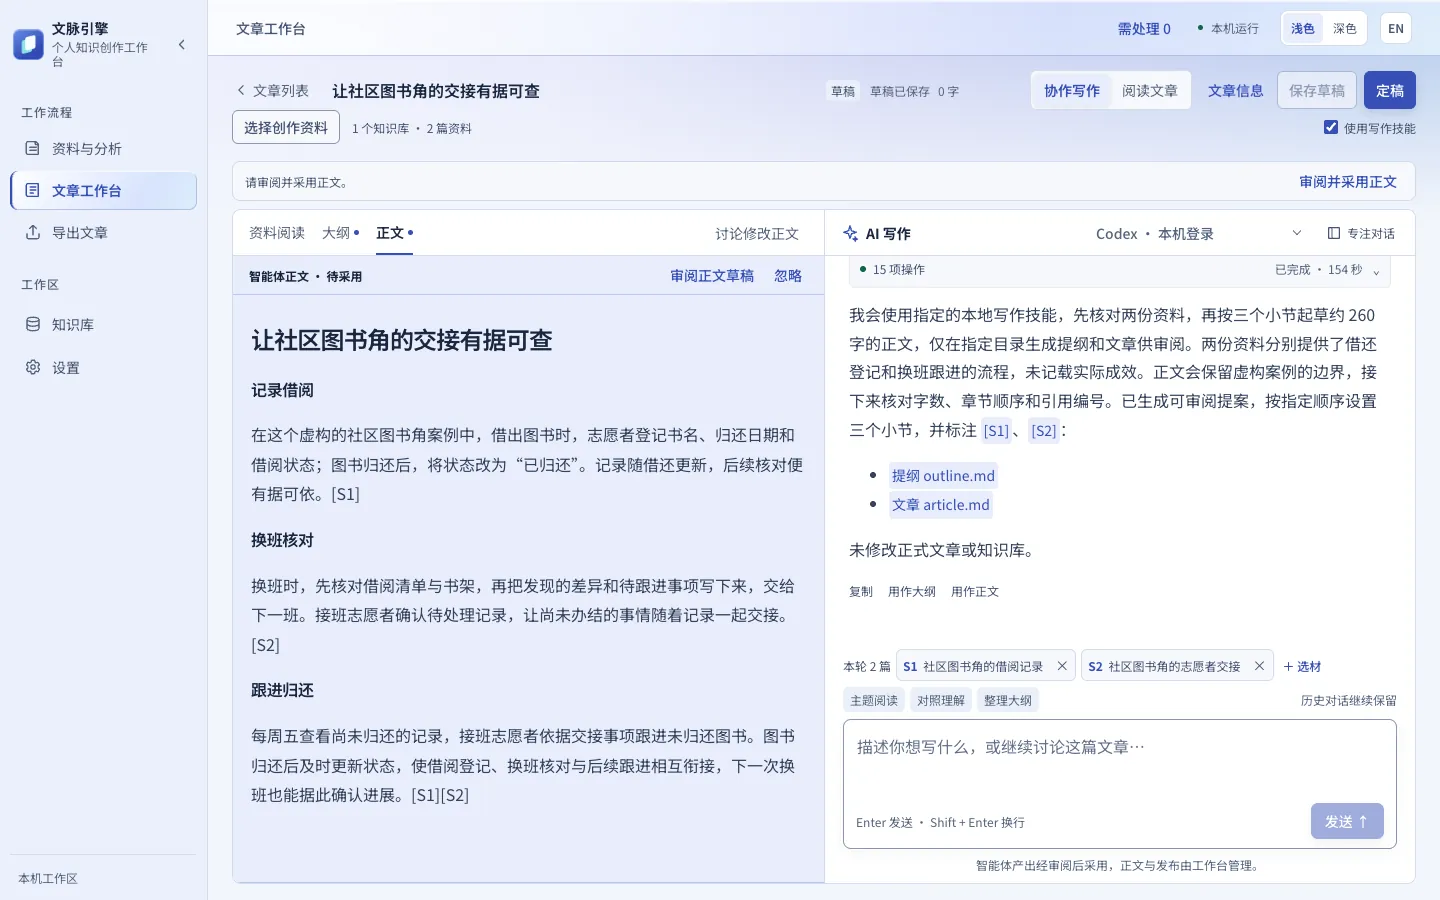 文脉引擎
个人知识创作工作台
工作流程
资料与分析
文章工作台
导出文章
工作区
知识库
设置
本机工作区
文章工作台
需处理 0
本机运行
浅色
深色
EN
文章列表
让社区图书角的交接有据可查
草稿
草稿已保存
0 字
协作写作
阅读文章
文章信息
保存草稿
定稿
选择创作资料
1 个知识库 · 2 篇资料
使用写作技能
请审阅并采用正文。
审阅并采用正文
资料阅读
大纲
正文
讨论修改正文
智能体正文 · 待采用
审阅正文草稿
忽略
让社区图书角的交接有据可查
记录借阅
在这个虚构的社区图书角案例中，借出图书时，志愿者登记书名、归还日期和
借阅状态；图书归还后，将状态改为“已归还”。记录随借还更新，后续核对便
有据可依。[S1]
换班核对
换班时，先核对借阅清单与书架，再把发现的差异和待跟进事项写下来，交给
下一班。接班志愿者确认待处理记录，让尚未办结的事情随着记录一起交接。
[S2]
跟进归还
每周五查看尚未归还的记录，接班志愿者依据交接事项跟进未归还图书。图书
归还后及时更新状态，使借阅登记、换班核对与后续跟进相互衔接，下一次换
班也能据此确认进展。[S1][S2]
AI 写作
Codex · 本机登录
专注对话
15 项操作
已完成 · 154 秒
我会使用指定的本地写作技能，先核对两份资料，再按三个小节起草约 260
字的正文，仅在指定目录生成提纲和文章供审阅。两份资料分别提供了借还
登记和换班跟进的流程，未记载实际成效。正文会保留虚构案例的边界，接
下来核对字数、章节顺序和引用编号。已生成可审阅提案，按指定顺序设置
三个小节，并标注 [S1]、[S2]：
提纲 outline.md
文章 article.md
未修改正式文章或知识库。
复制
用作大纲
用作正文
本轮 2 篇
S1 社区图书角的借阅记录
S2 社区图书角的志愿者交接
选材
主题阅读
对照理解
整理大纲
历史对话继续保留
描述你想写什么，或继续讨论这篇文章…
Enter 发送 · Shift + Enter 换行
发送 ↑
智能体产出经审阅后采用，正文与发布由工作台管理。